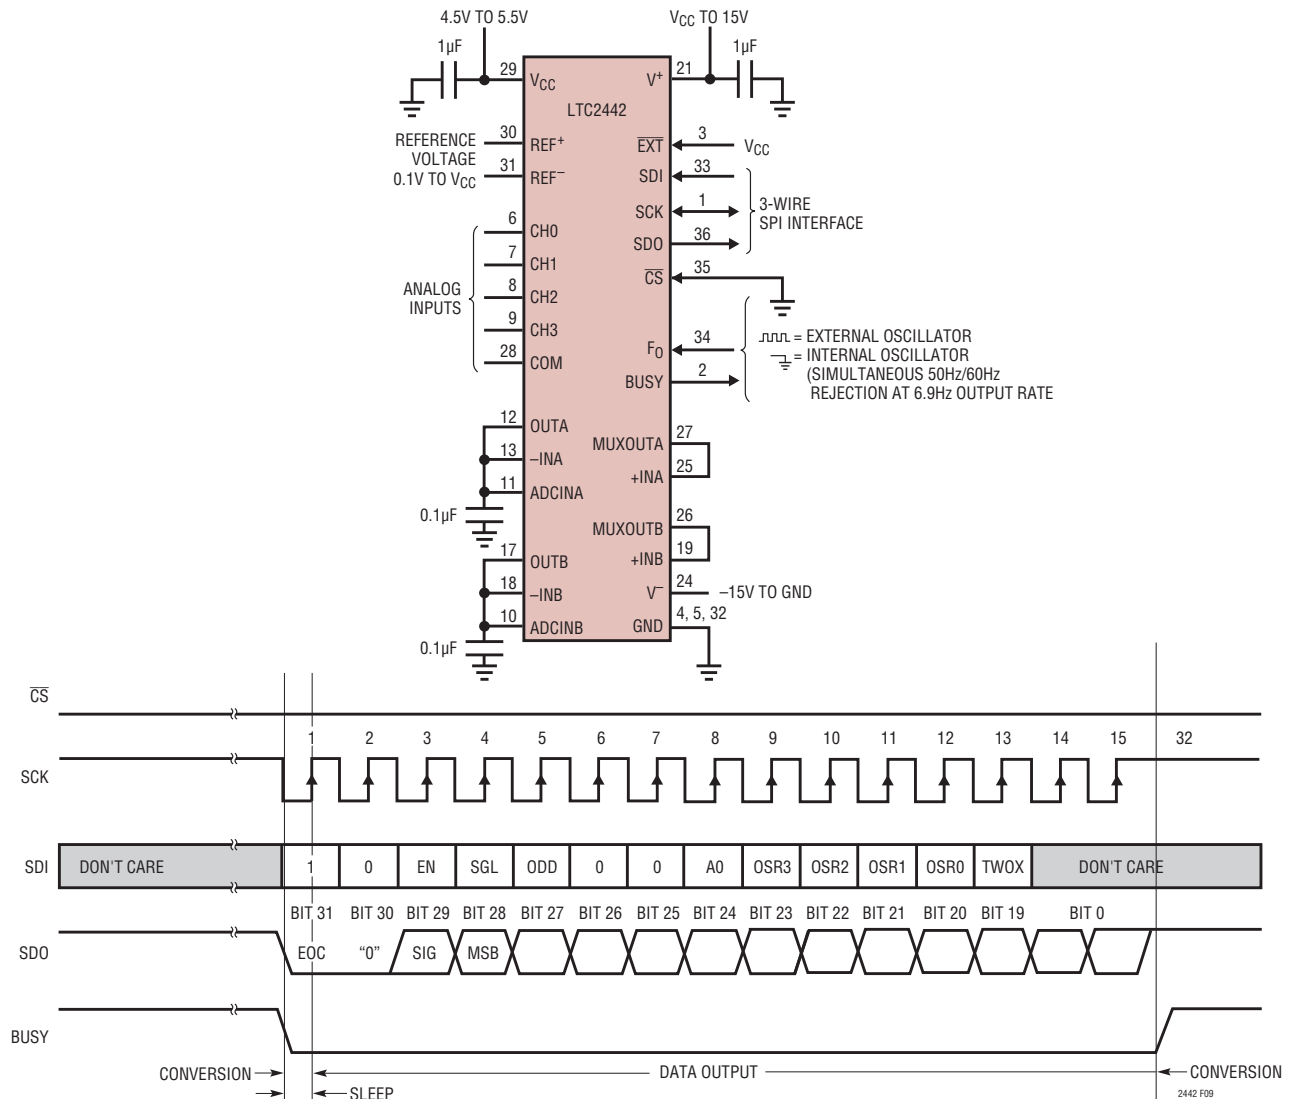 4.5V TO 5.5V
VCC TO 15V
1µF
1µF
29
VCC
V+
21
LTC2442
REFERENCE
VOLTAGE
0.1V TO VCC
30
REF+
31
REF–
EXT
3
VCC
SDI
33
SCK
1
SDO
36
3-WIRE
SPI INTERFACE
CS
35
ANALOG
INPUTS
6
CH0
7
CH1
8
CH2
9
CH3
28
COM
FO
34
BUSY
2
= EXTERNAL OSCILLATOR
= INTERNAL OSCILLATOR
(SIMULTANEOUS 50Hz/60Hz
REJECTION AT 6.9Hz OUTPUT RATE
12
OUTA
13
–INA
11
ADCINA
0.1µF
MUXOUTA
27
+INA
25
MUXOUTB
26
+INB
19
17
OUTB
18
–INB
10
ADCINB
0.1µF
V–
24
–15V TO GND
GND
4, 5, 32
CS
1 2 3 4 5 6 7 8 9 10 11 12 13 14 15 32
SCK
SDI DON'T CARE 1 0 EN SGL ODD 0 0 A0 OSR3 OSR2 OSR1 OSR0 TWOX DON'T CARE
BIT 31 BIT 30 BIT 29 BIT 28 BIT 27 BIT 26 BIT 25 BIT 24 BIT 23 BIT 22 BIT 21 BIT 20 BIT 19 BIT 0
SDO EOC “0” SIG MSB
BUSY
CONVERSION DATA OUTPUT CONVERSION
SLEEP
2442 F09